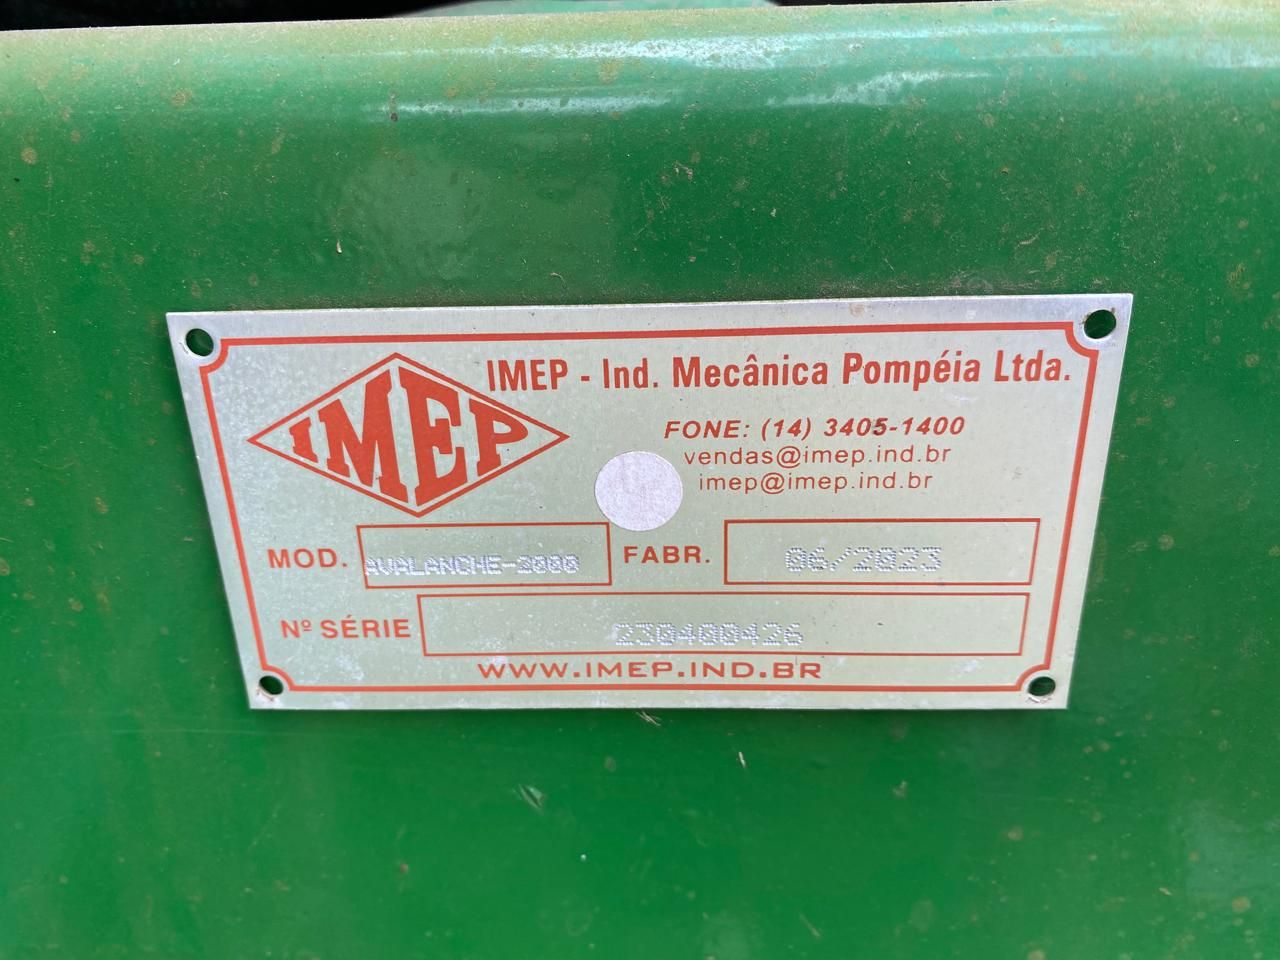 IMEP
IMEP - Ind. Mecânica Pompéia Ltda.
FONE: (14) 3405-1400
vendas@imep.ind.br
imep@imep.ind.br
MOD. AVALANCHE-2000 FABR. 06/2023
Nº SÉRIE 230400426
WWW.IMEP.IND.BR